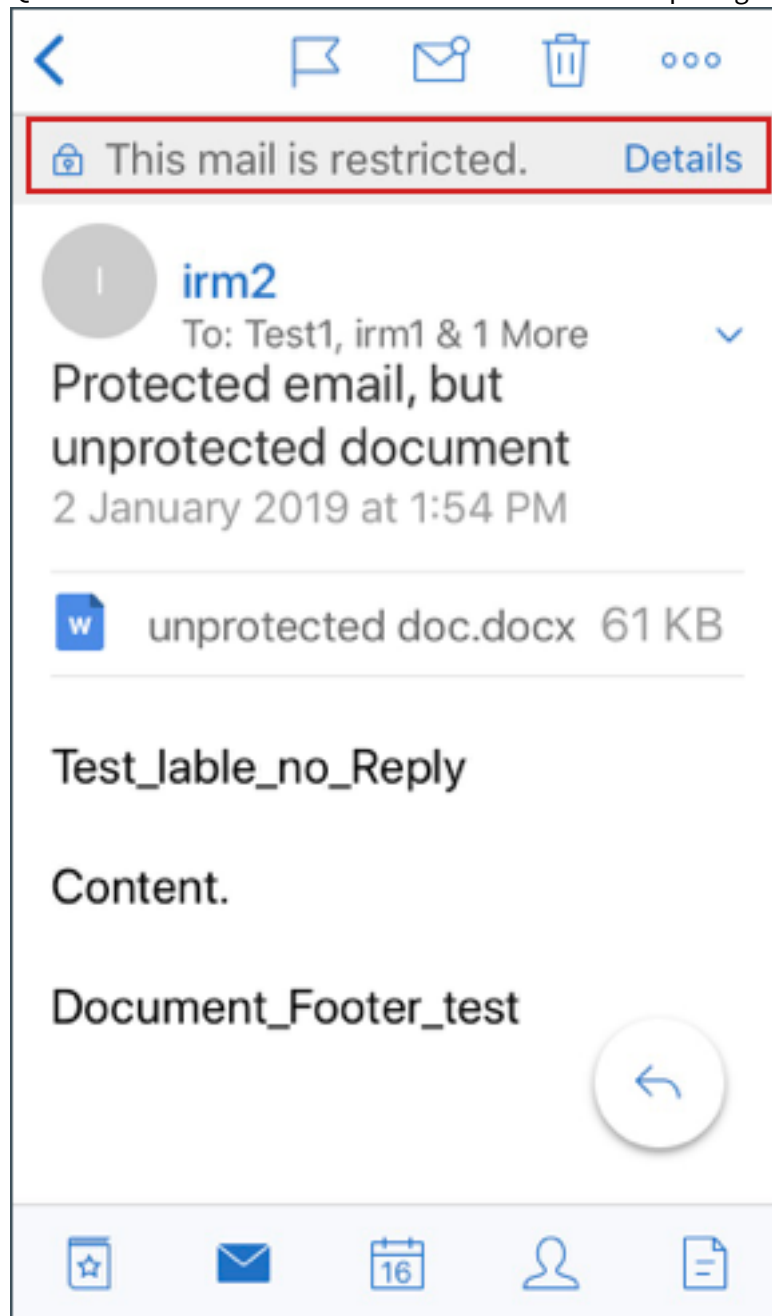 This mail is restricted. Details
I
irm2
To: Test1, irm1 & 1 More
Protected email, but
unprotected document
2 January 2019 at 1:54 PM
W unprotected doc.docx 61 KB
Test_lable_no_Reply
Content.
Document_Footer_test
16